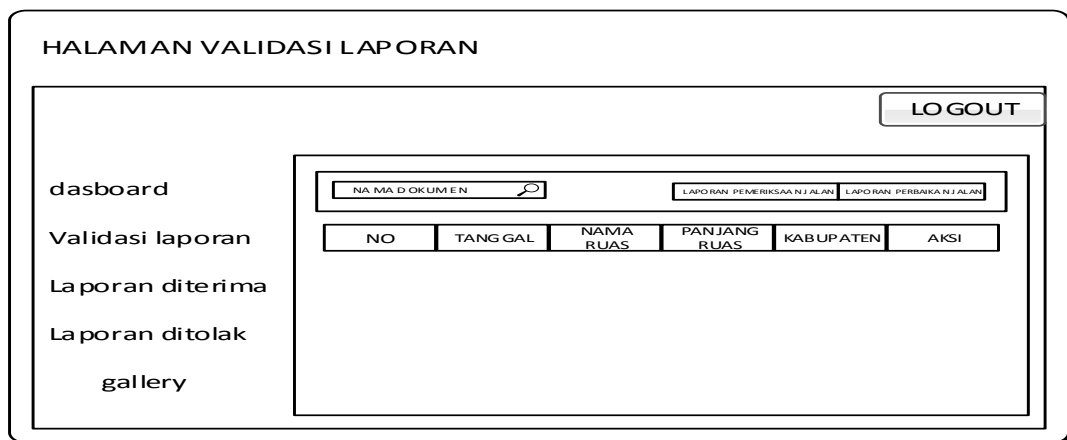 HALAMAN VALIDASI LAPORAN
LOGOUT
dasboard
Validasi laporan
Laporan diterima
Laporan ditolak
gallery
NAMA DOKUMEN
LAPORAN PEMERIKSAAN JALAN
LAPORAN PERBAIKAN JALAN
NO
TANGGAL
NAMA
RUAS
PANJANG
RUAS
KABUPATEN
AKSI